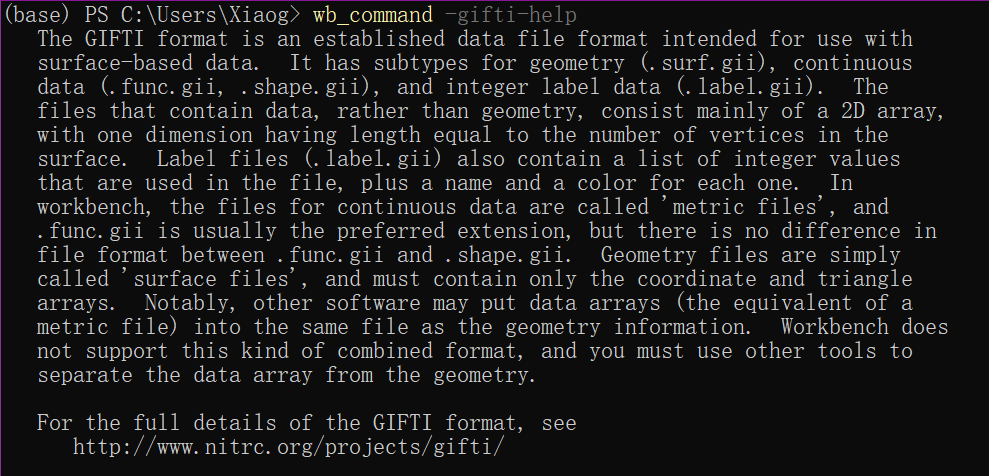 (base) PS C:\Users\Xiaog> wb_command -gifti-help
The GIFTI format is an established data file format intended for use with
surface-based data.  It has subtypes for geometry (.surf.gii), continuous
data (.func.gii, .shape.gii), and integer label data (.label.gii).  The
files that contain data, rather than geometry, consist mainly of a 2D array,
with one dimension having length equal to the number of vertices in the
surface.  Label files (.label.gii) also contain a list of integer values
that are used in the file, plus a name and a color for each one.  In
workbench, the files for continuous data are called 'metric files', and
.func.gii is usually the preferred extension, but there is no difference in
file format between .func.gii and .shape.gii.  Geometry files are simply
called 'surface files', and must contain only the coordinate and triangle
arrays.  Notably, other software may put data arrays (the equivalent of a
metric file) into the same file as the geometry information.  Workbench does
not support this kind of combined format, and you must use other tools to
separate the data array from the geometry.
For the full details of the GIFTI format, see
http://www.nitrc.org/projects/gifti/